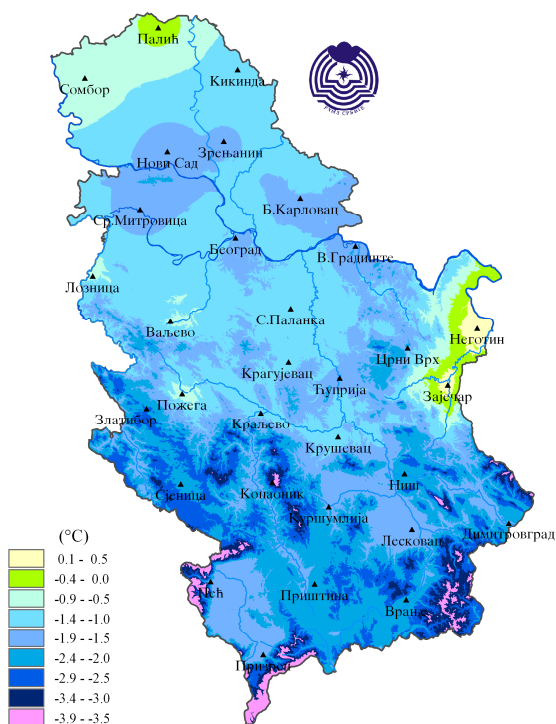 Палић
Кикинда
Сомбор
Зрењанин
Нови Сад
Б.Карловац
Ср.Митровица
Београд
В.Градиште
Лозница
С.Паланка
Ваљево
Неготин
Црни Врх
Крагујевац
Ћуприја
Зајечар
Пожега
Златибор
Краљево
Крушевац
Ниш
Сјеница
Копаоник
Куршумлија
Димитровград
Лесковац
(°C)
0.1 - 0.5
-0.4 - 0.0
-0.9 - -0.5
-1.4 - -1.0
-1.9 - -1.5
-2.4 - -2.0
-2.9 - -2.5
-3.4 - -3.0
-3.9 - -3.5
Пећ
Приштина
Врање
Призрен